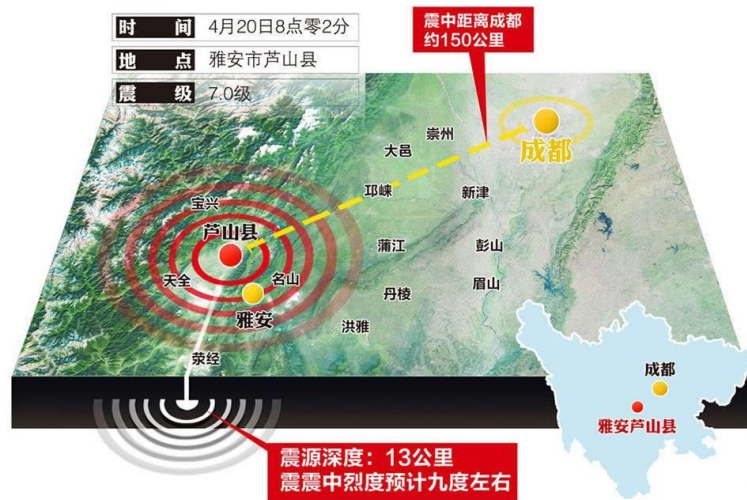 时 间 4月20日8点零2分
地 点 雅安市芦山县
震 级 7.0级
震中距离成都
约150公里
成都
崇州
大邑
邛崃
新津
宝兴
芦山县
蒲江
彭山
天全
名山
眉山
丹棱
雅安
洪雅
荥经
成都
雅安芦山县
震源深度：13公里
震震中烈度预计九度左右